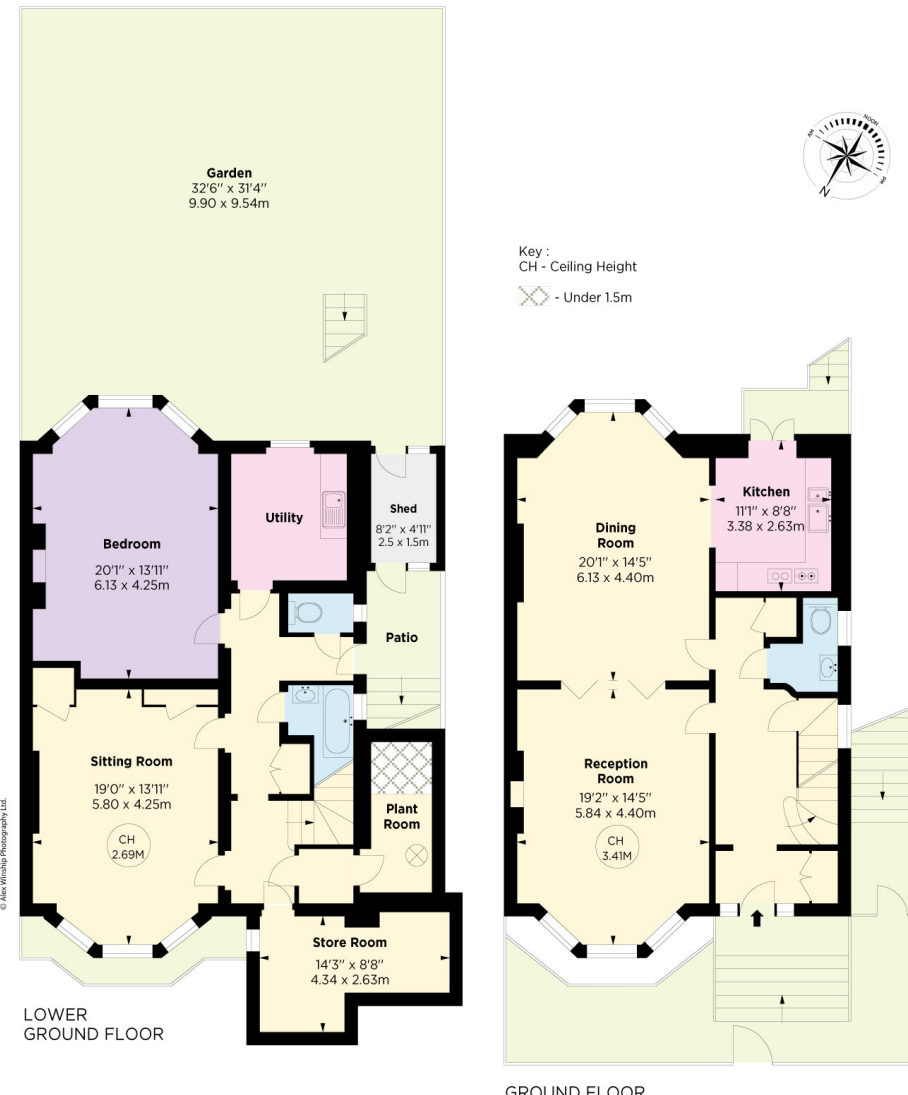 Garden
32'6" x 31'4"
9.90 x 9.54m
AM
NOON
PM
N
Key :
CH - Ceiling Height
- Under 1.5m
Bedroom
20'1" x 13'11"
6.13 x 4.25m
Utility
Shed
8'2" x 4'11"
2.5 x 1.5m
Patio
Sitting Room
19'0" x 13'11"
5.80 x 4.25m
CH
2.69M
Plant
Room
Store Room
14'3" x 8'8"
4.34 x 2.63m
LOWER
GROUND FLOOR
© Alex Winship Photography Ltd.
Kitchen
11'1" x 8'8"
3.38 x 2.63m
Dining
Room
20'1" x 14'5"
6.13 x 4.40m
Reception
Room
19'2" x 14'5"
5.84 x 4.40m
CH
3.41M
GROUND FLOOR